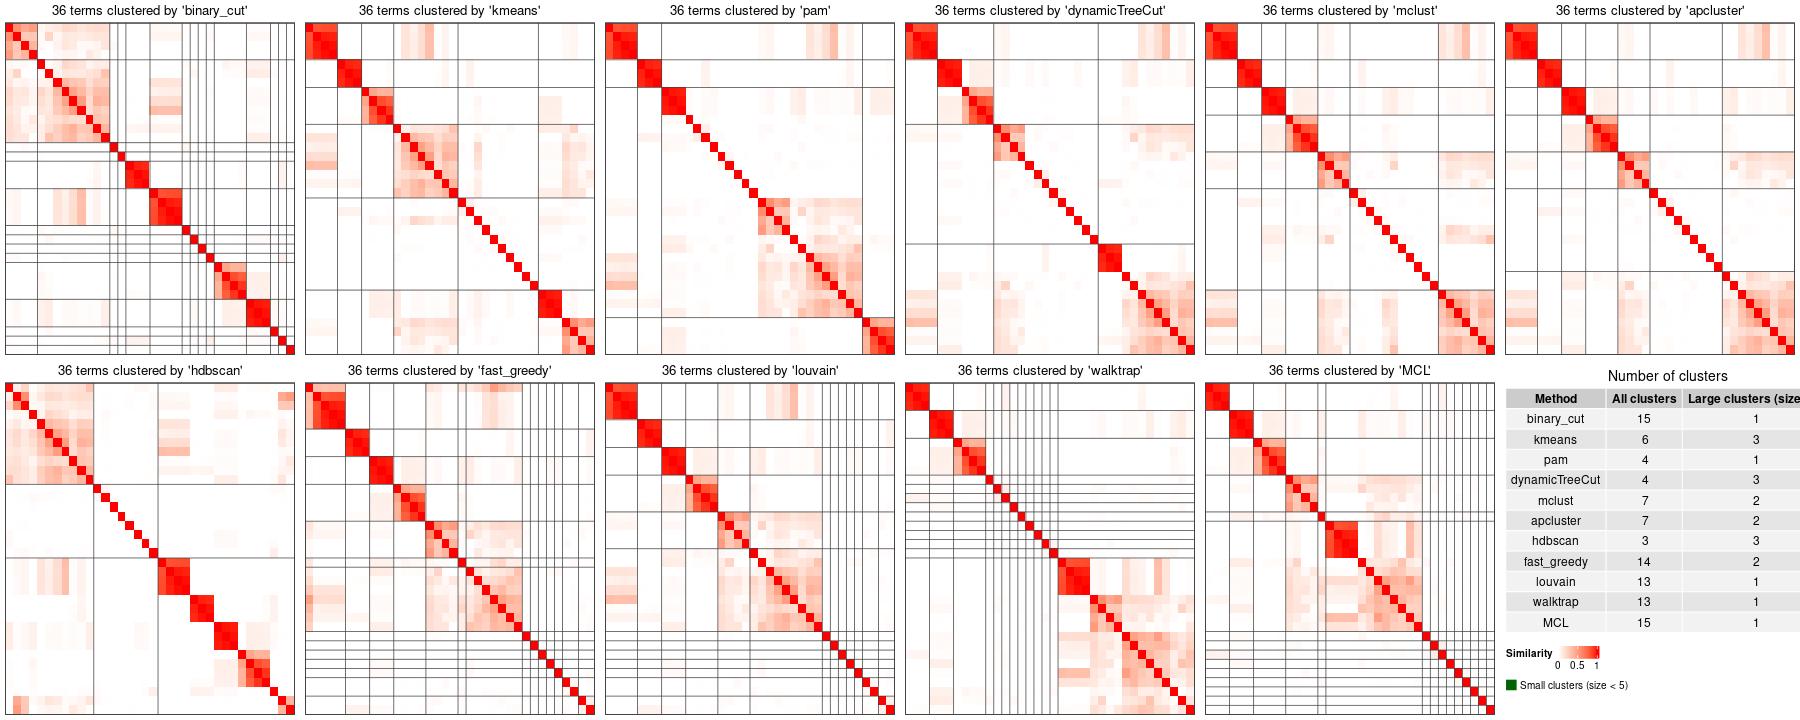 36 terms clustered by 'binary_cut'
36 terms clustered by 'kmeans'
36 terms clustered by 'pam'
36 terms clustered by 'dynamicTreeCut'
36 terms clustered by 'mclust'
36 terms clustered by 'apcluster'
36 terms clustered by 'hdbscan'
36 terms clustered by 'fast_greedy'
36 terms clustered by 'louvain'
36 terms clustered by 'walktrap'
36 terms clustered by 'MCL'
Number of clusters
Method All clusters Large clusters (size
binary_cut 15 1
kmeans 6 3
pam 4 1
dynamicTreeCut 4 3
mclust 7 2
apcluster 7 2
hdbscan 3 3
fast_greedy 14 2
louvain 13 1
walktrap 13 1
MCL 15 1
Similarity
0 0.5 1
Small clusters (size < 5)